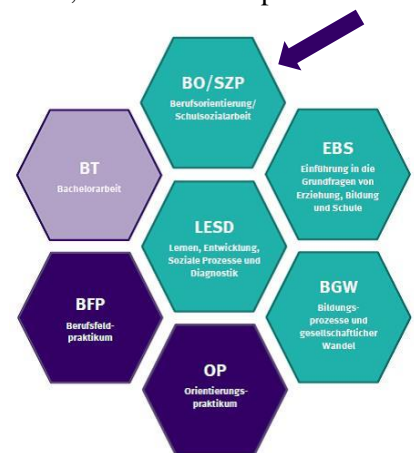 BO/SZP
Berufsorientierung/
Schulsozialarbeit
EBS
Einführung in die
Grundfragen von
Erziehung, Bildung
und Schule
BT
Bachelorarbeit
LESD
Lernen, Entwicklung,
Soziale Prozesse und
Diagnostik
BGW
Bildungs-
prozesse und
gesellschaftlicher
Wandel
BFP
Berufsfeld-
praktikum
OP
Orientierungs-
praktikum